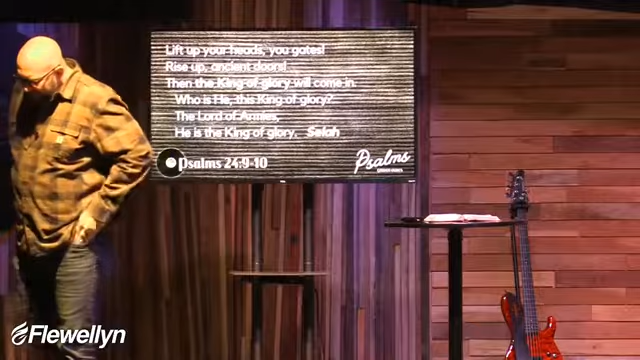 Lift up your heads, you gates!
Rise up, ancient doors!
Then the King of glory will come in.
Who is He, this King of glory?
The Lord of Armies,
He is the King of glory. Selah
Psalms 24:9-10
Psalms
Flewellyn